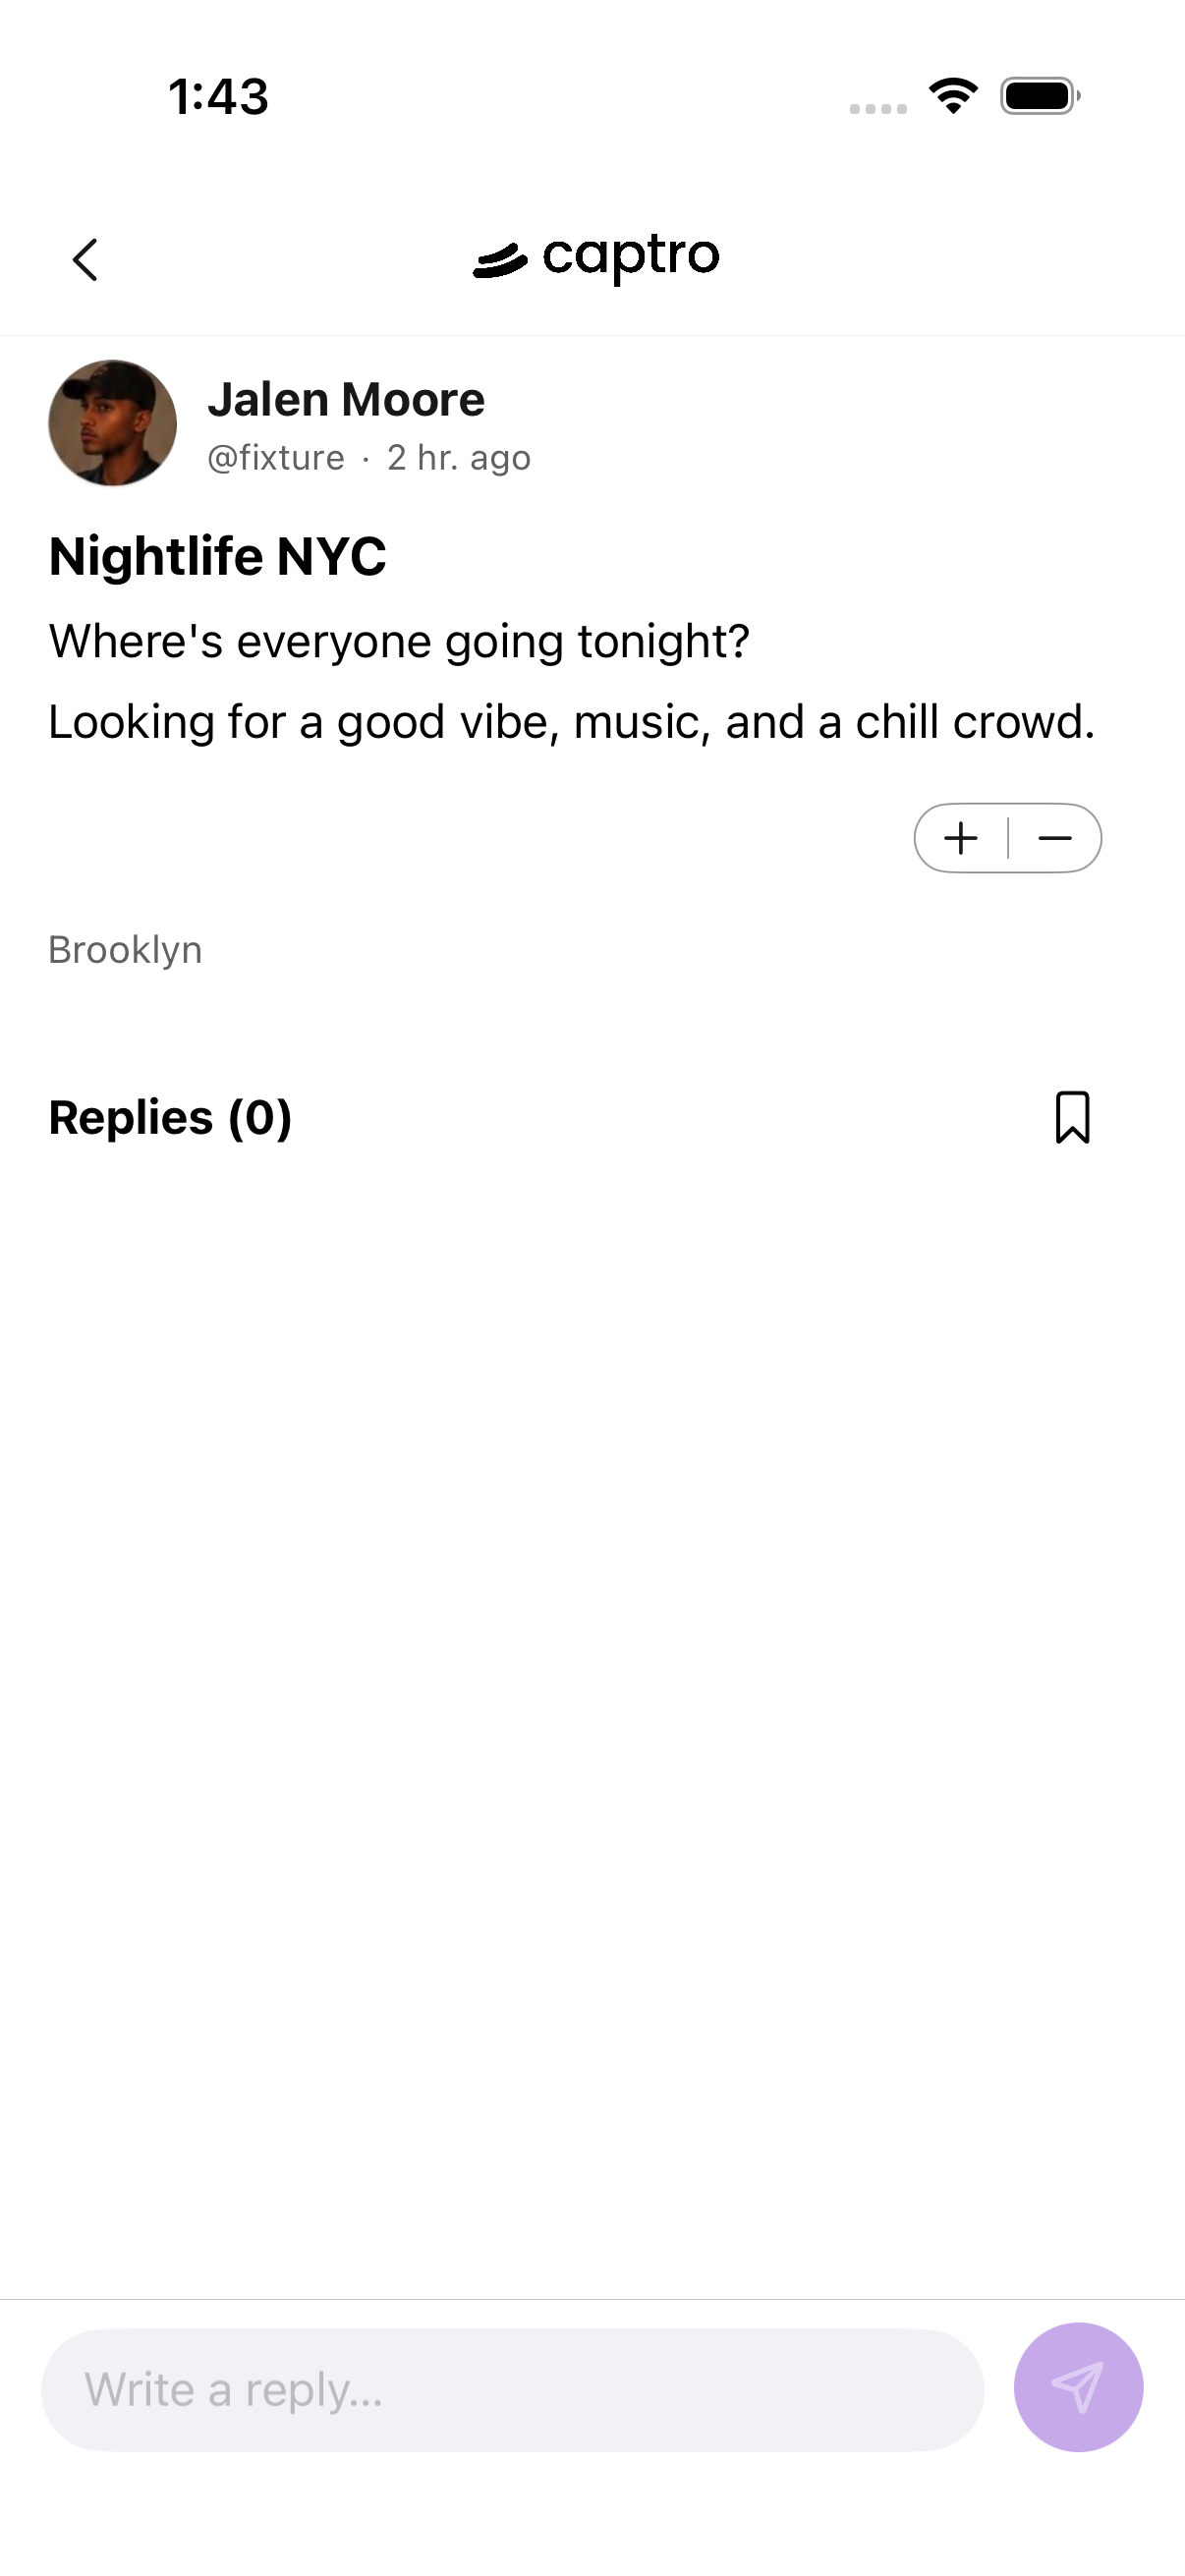 1:43
captro
Jalen Moore
@fixture · 2 hr. ago
Nightlife NYC
Where's everyone going tonight?
Looking for a good vibe, music, and a chill crowd.
Brooklyn
Replies (0)
Write a reply...